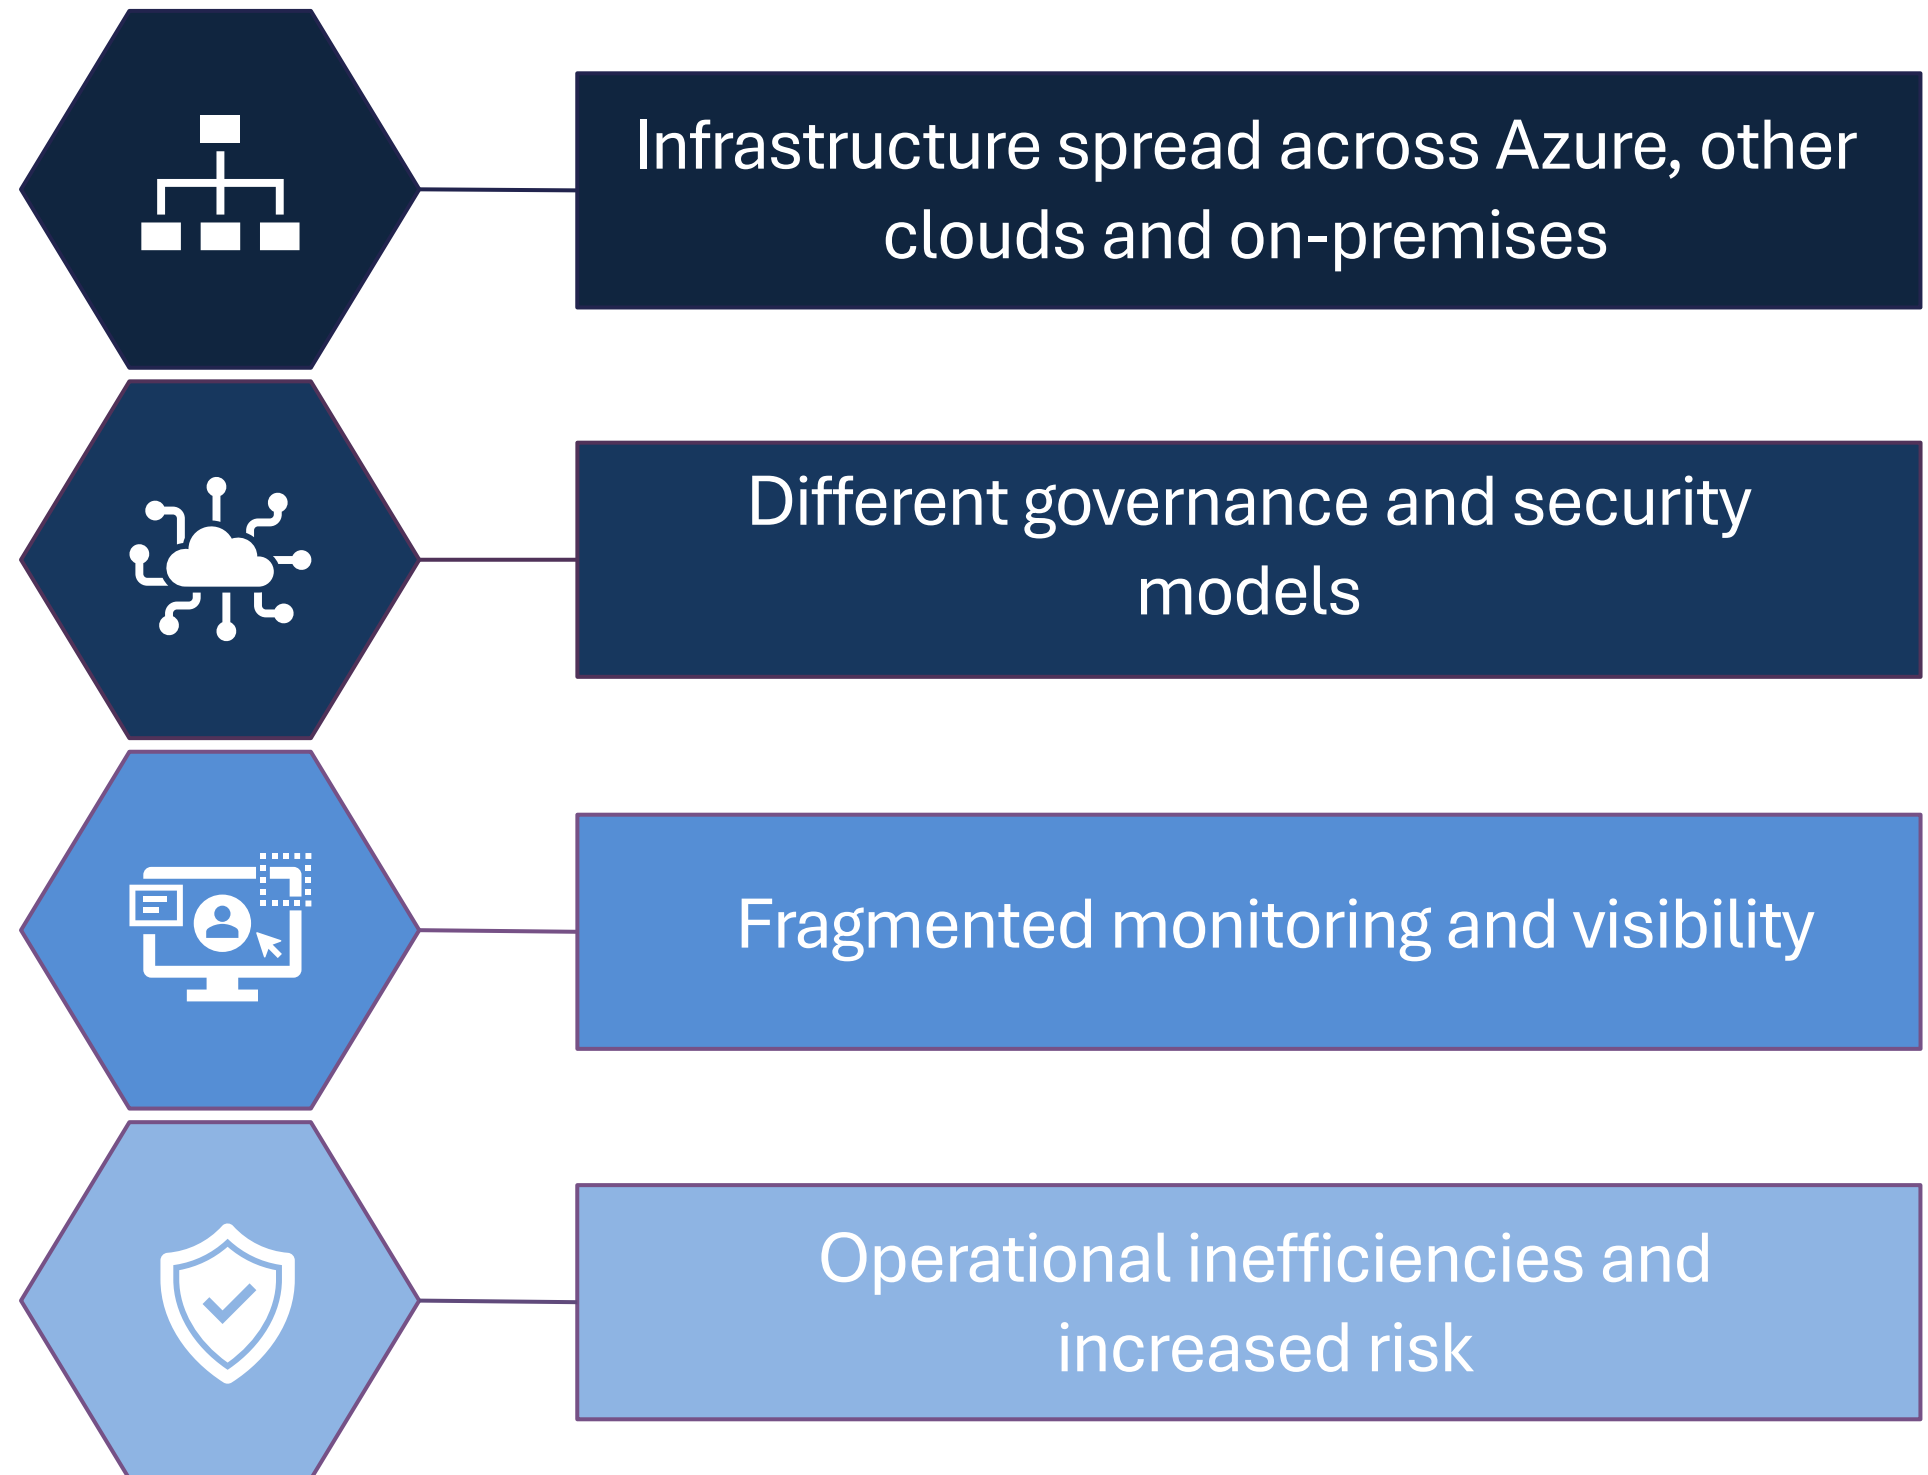 Infrastructure spread across Azure, other
clouds and on-premises
Different governance and security
models
Fragmented monitoring and visibility
Operational inefficiencies and
increased risk